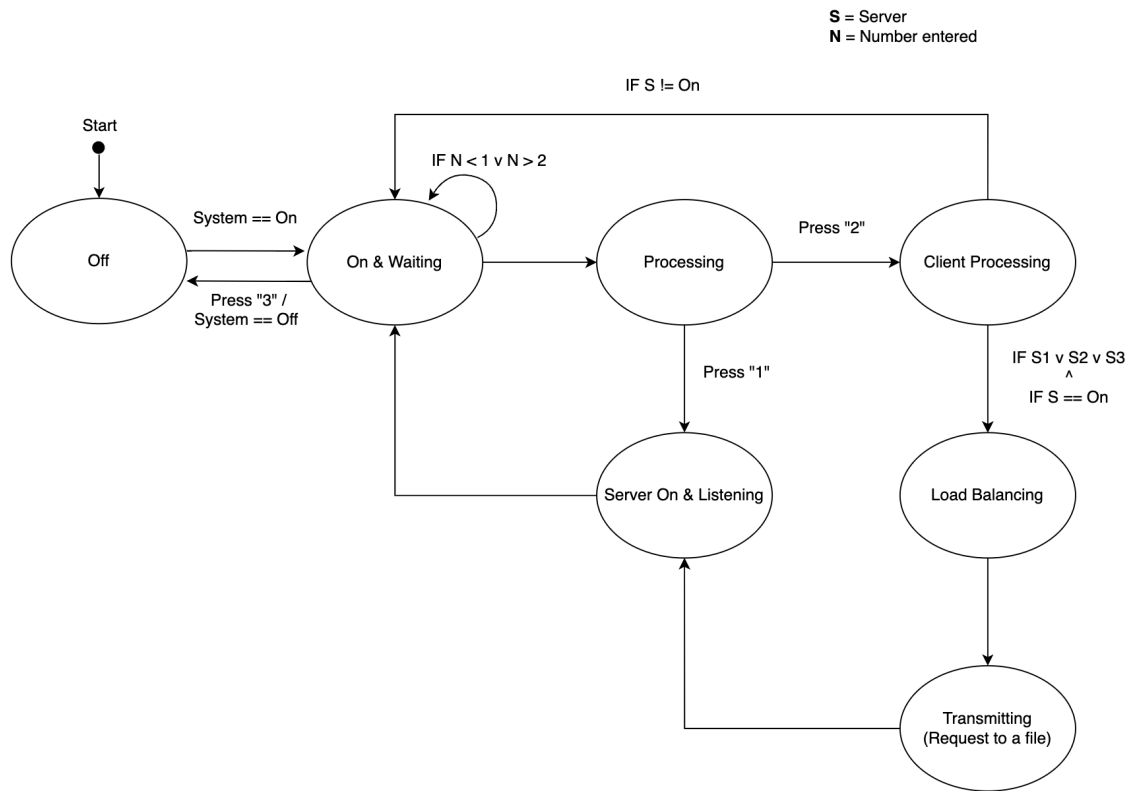 S = Server
N = Number entered
IF S != On
Start
IF N < 1 v N > 2
System == On
Press "2"
Off
On & Waiting
Processing
Client Processing
Press "3" /
System == Off
IF S1 v S2 v S3
^
IF S == On
Press "1"
Server On & Listening
Load Balancing
Transmitting
(Request to a file)